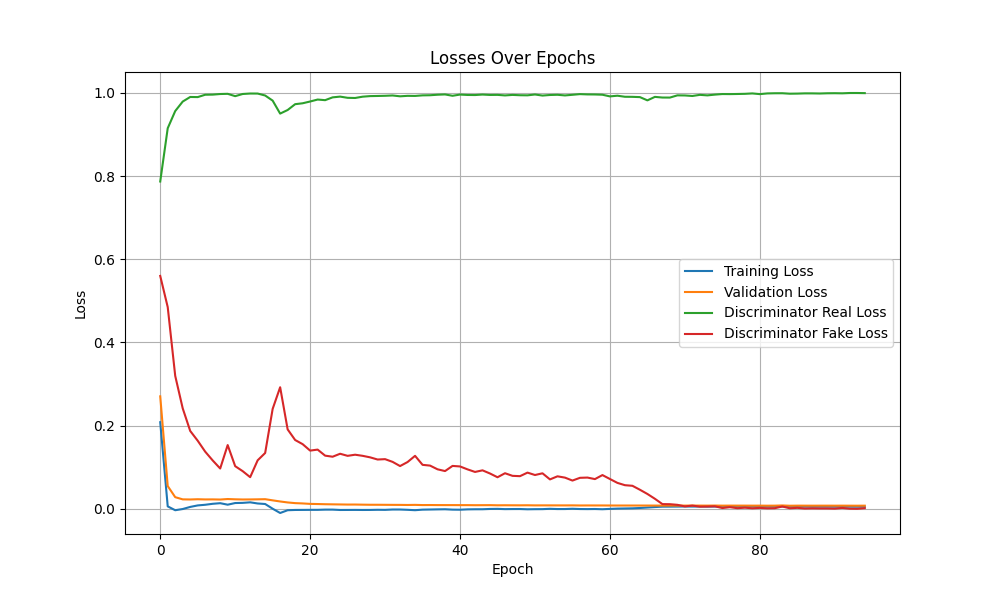 Losses Over Epochs
1.0
0.8
0.6
0.4
0.2
0.0
Loss
Training Loss
Validation Loss
Discriminator Real Loss
Discriminator Fake Loss
0 20 40 60 80
Epoch